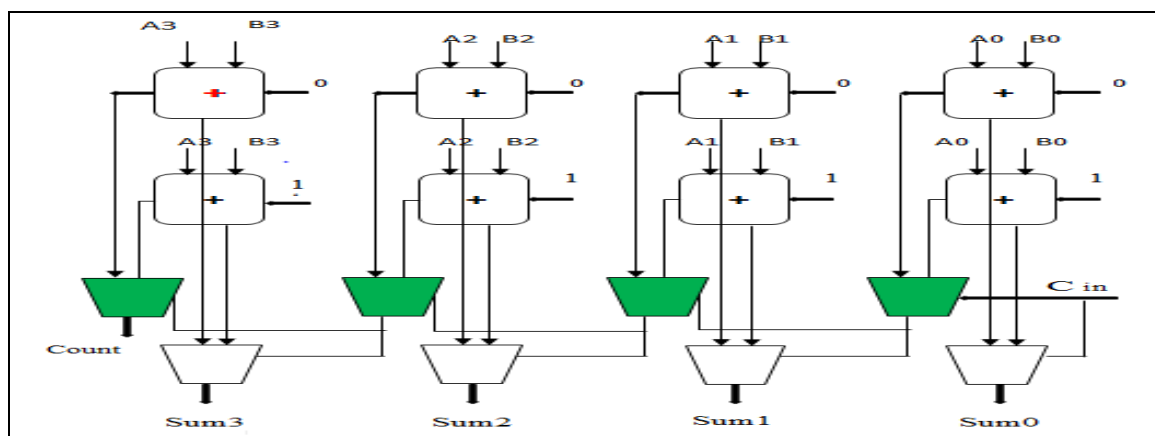 A3 B3 A2 B2 A1 B1 A0 B0
+ 0 + 0 + 0 + 0
A3 B3 A2 B2 A1 B1 A0 B0
+ 1 + 1 + 1 + 1
C in
Count
Sum3 Sum2 Sum1 Sum0